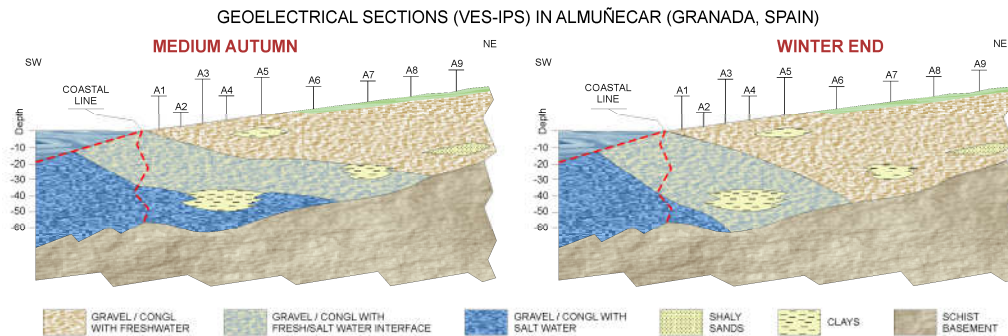 GEOELECTRICAL SECTIONS (VES-IPS) IN ALMUÑECAR (GRANADA, SPAIN)
MEDIUM AUTUMN
SW
NE
COASTAL
LINE
A1
A2
A3
A4
A5
A6
A7
A8
A9
Deph
-10
-20
-30
-40
-50
-60
WINTER END
SW
NE
COASTAL
LINE
A1
A2
A3
A4
A5
A6
A7
A8
A9
Deph
-10
-20
-30
-40
-50
-60
GRAVEL / CONGL
WITH FRESHWATER
GRAVEL / CONGL WITH
FRESH/SALT WATER INTERFACE
GRAVEL / CONGL WITH
SALT WATER
SHALY
SANDS
CLAYS
SCHIST
BASEMENT